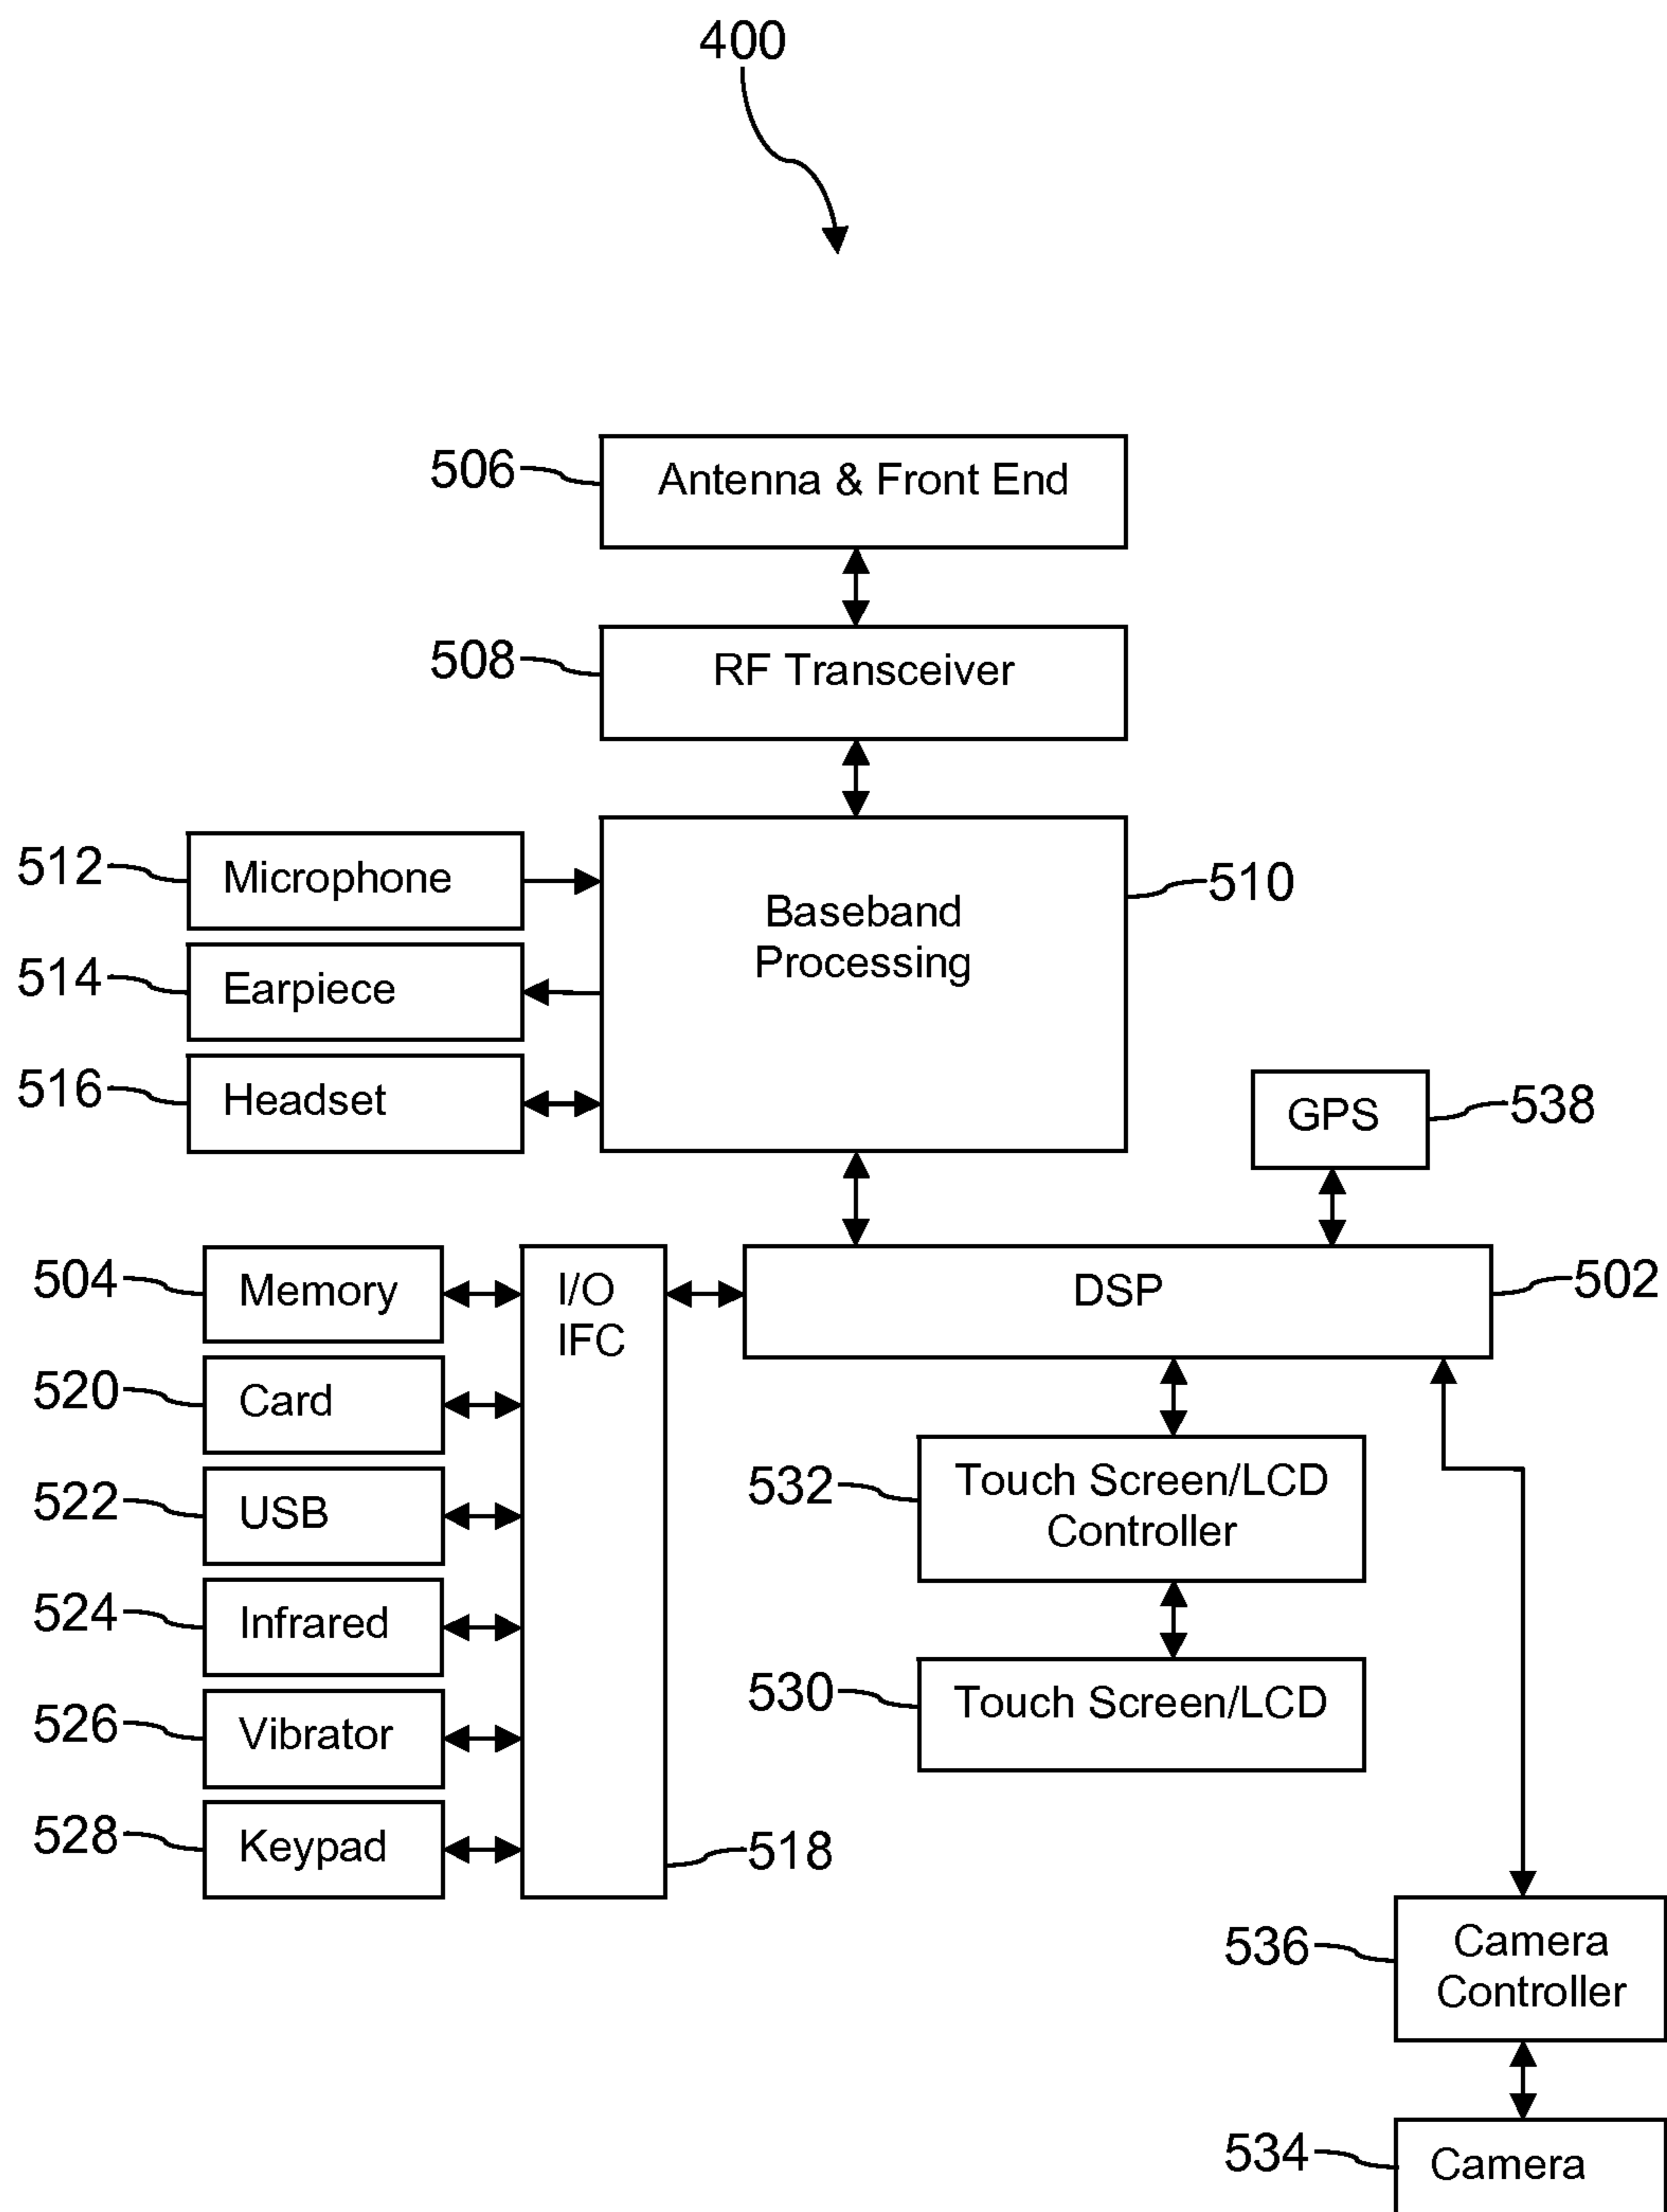 400
506
Antenna & Front End
508
RF Transceiver
512
Microphone
510
Baseband
Processing
514
Earpiece
516
Headset
GPS
538
504
Memory
I/O
IFC
DSP
502
520
Card
522
USB
532
Touch Screen/LCD
Controller
524
Infrared
530
Touch Screen/LCD
526
Vibrator
528
Keypad
518
536
Camera
Controller
534
Camera